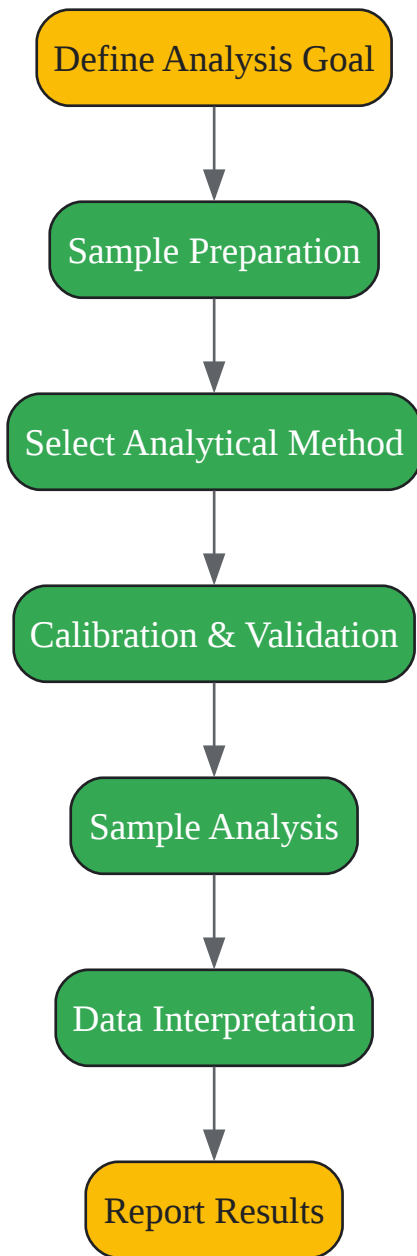 Define Analysis Goal
Sample Preparation
Select Analytical Method
Calibration & Validation
Sample Analysis
Data Interpretation
Report Results